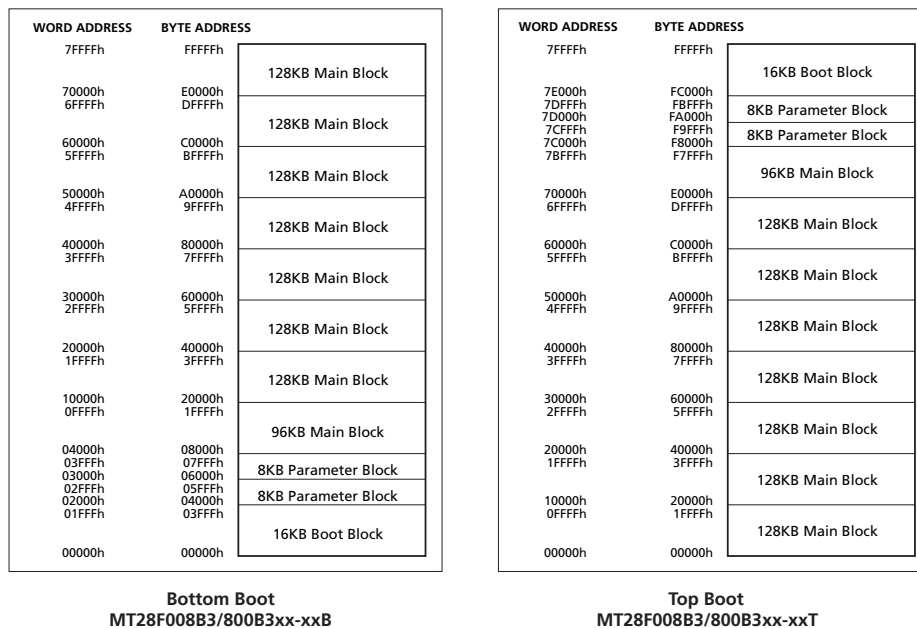 WORD ADDRESS BYTE ADDRESS
7FFFFh FFFFFh
128KB Main Block
70000h E0000h
6FFFFh DFFFFh
128KB Main Block
60000h C0000h
5FFFFh BFFFFh
128KB Main Block
50000h A0000h
4FFFFh 9FFFFh
128KB Main Block
40000h 80000h
3FFFFh 7FFFFh
128KB Main Block
30000h 60000h
2FFFFh 5FFFFh
128KB Main Block
20000h 40000h
1FFFFh 3FFFFh
128KB Main Block
10000h 20000h
0FFFFh 1FFFFh
96KB Main Block
04000h 08000h
03FFFh 07FFFh
8KB Parameter Block
03000h 06000h
02FFFh 05FFFh
8KB Parameter Block
02000h 04000h
01FFFh 03FFFh
16KB Boot Block
00000h 00000h
Bottom Boot
MT28F008B3/800B3xx-xxB
WORD ADDRESS BYTE ADDRESS
7FFFFh FFFFFh
16KB Boot Block
7E000h FC000h
7DFFFh FBFFFh
8KB Parameter Block
7D000h FA000h
7CFFFh F9FFFh
8KB Parameter Block
7C000h F8000h
7BFFFh F7FFFh
96KB Main Block
70000h E0000h
6FFFFh DFFFFh
128KB Main Block
60000h C0000h
5FFFFh BFFFFh
128KB Main Block
50000h A0000h
4FFFFh 9FFFFh
128KB Main Block
40000h 80000h
3FFFFh 7FFFFh
128KB Main Block
30000h 60000h
2FFFFh 5FFFFh
128KB Main Block
20000h 40000h
1FFFFh 3FFFFh
128KB Main Block
10000h 20000h
0FFFFh 1FFFFh
128KB Main Block
00000h 00000h
Top Boot
MT28F008B3/800B3xx-xxT